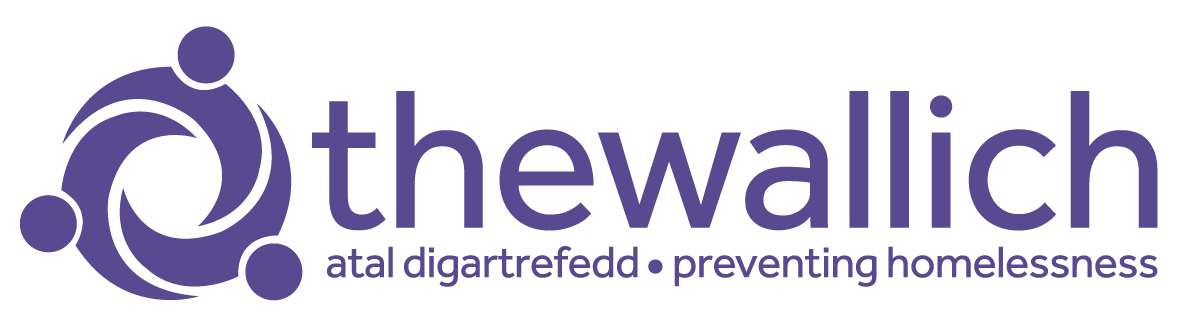 thewallich
atal digartrefedd • preventing homelessness